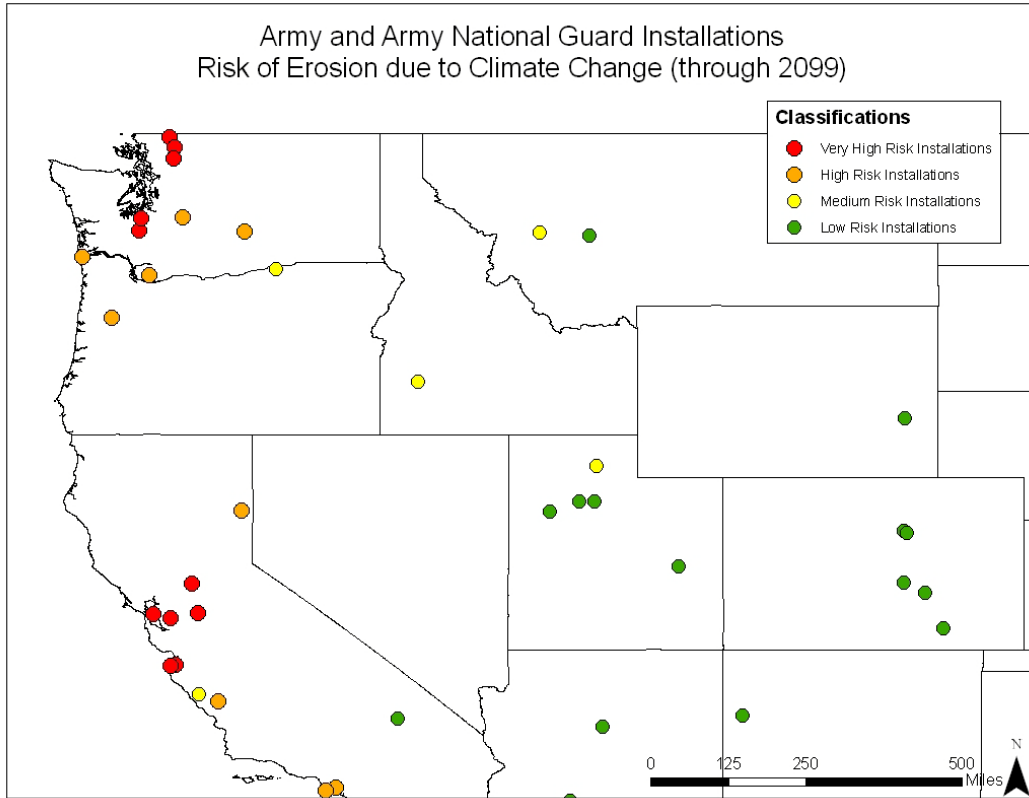 Army and Army National Guard Installations
Risk of Erosion due to Climate Change (through 2099)
Classifications
Very High Risk Installations
High Risk Installations
Medium Risk Installations
Low Risk Installations
N
0 125 250 500
Miles